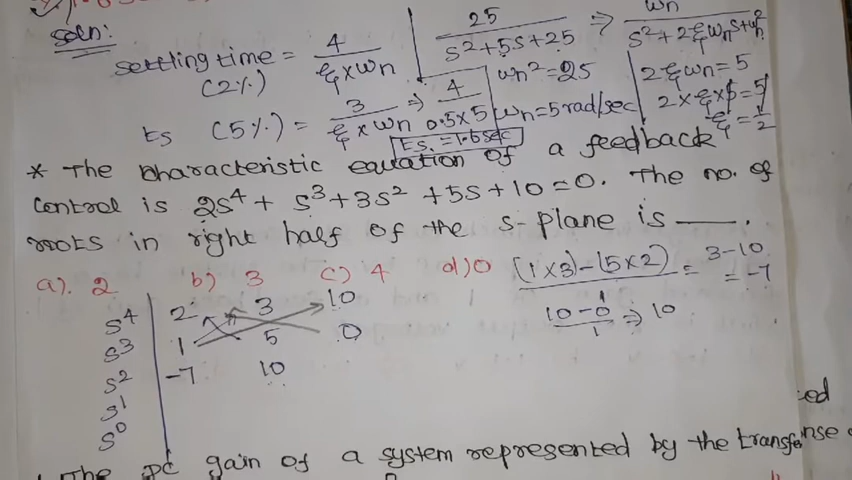 Soln:
settling time = 4 / ξ × ωn
(2%)
ts (5%) = 3 / ξ × ωn ⇒ 4 / 0.5 × 5
ts = 1.6 sec
25 / s² + 5s + 25 ⇒ ωn² / s² + 2ξωns + ωn²
ωn² = 25
ωn = 5 rad/sec
2ξωn = 5
2 × ξ × 5 = 5
ξ = 1/2
* The characteristic equation of a feedback
control is 2s⁴ + s³ + 3s² + 5s + 10 = 0. The no. of
roots in right half of the s-plane is ____.
a). 2 b) 3 c) 4 d) 0
s⁴ 2 3 10
s³ 1 5 0
s² -7 10
s¹
s⁰
(1×3)-(5×2) / 1 = 3-10
= -7
10-0 / 1 ⇒ 10
The DC gain of a system represented by the transfe